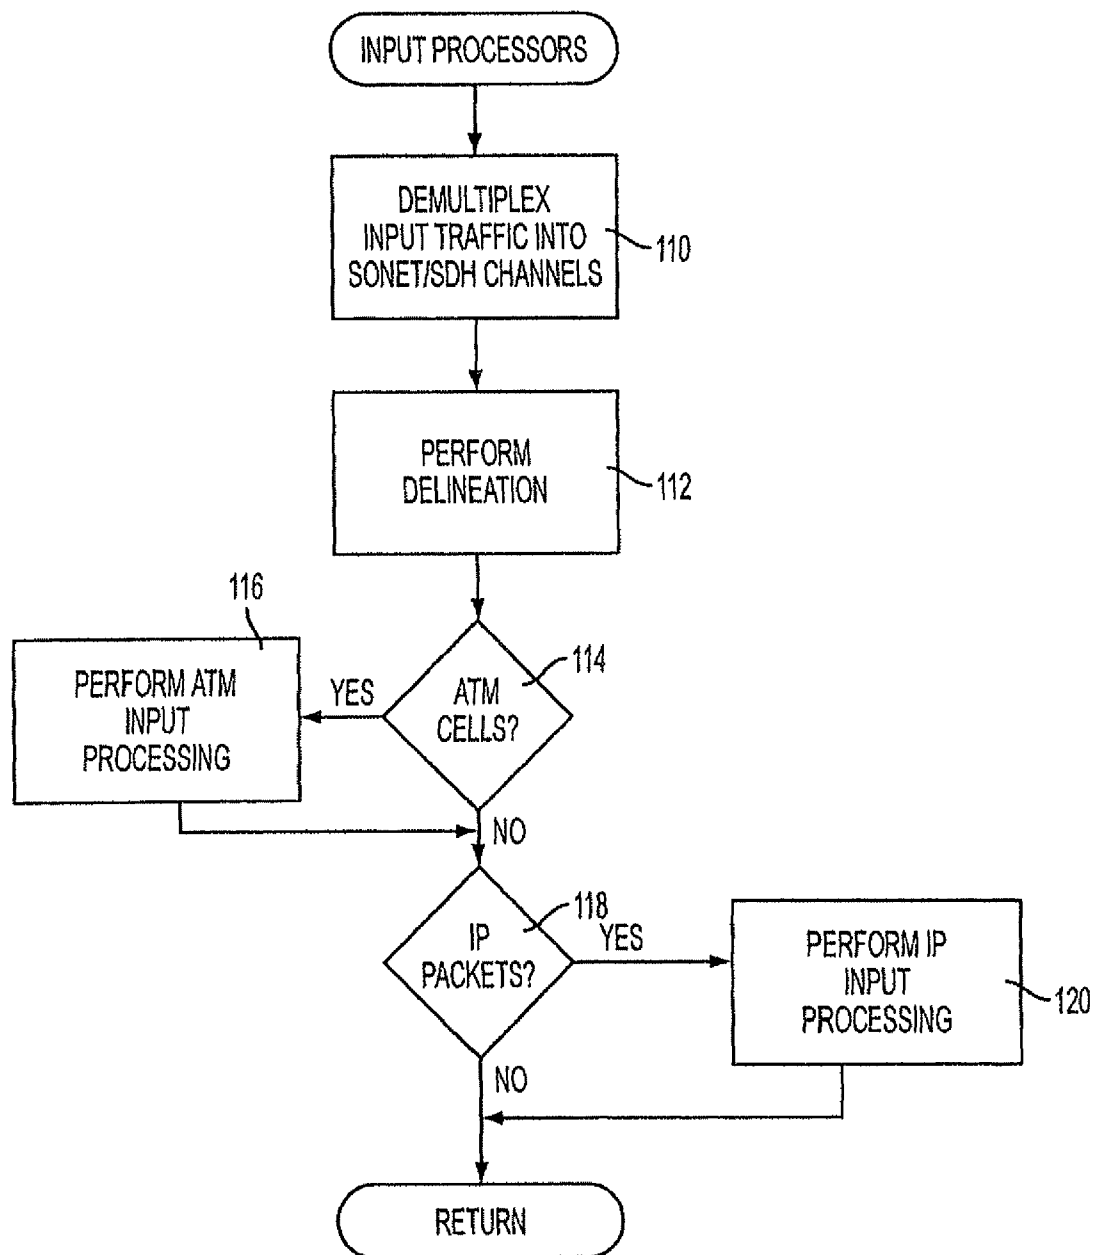 INPUT PROCESSORS
DEMULTIPLEX
INPUT TRAFFIC INTO
SONET/SDH CHANNELS
110
PERFORM
DELINEATION
112
116
PERFORM ATM
INPUT
PROCESSING
YES
ATM
CELLS?
114
NO
IP
PACKETS?
118
YES
PERFORM IP
INPUT
PROCESSING
120
NO
RETURN